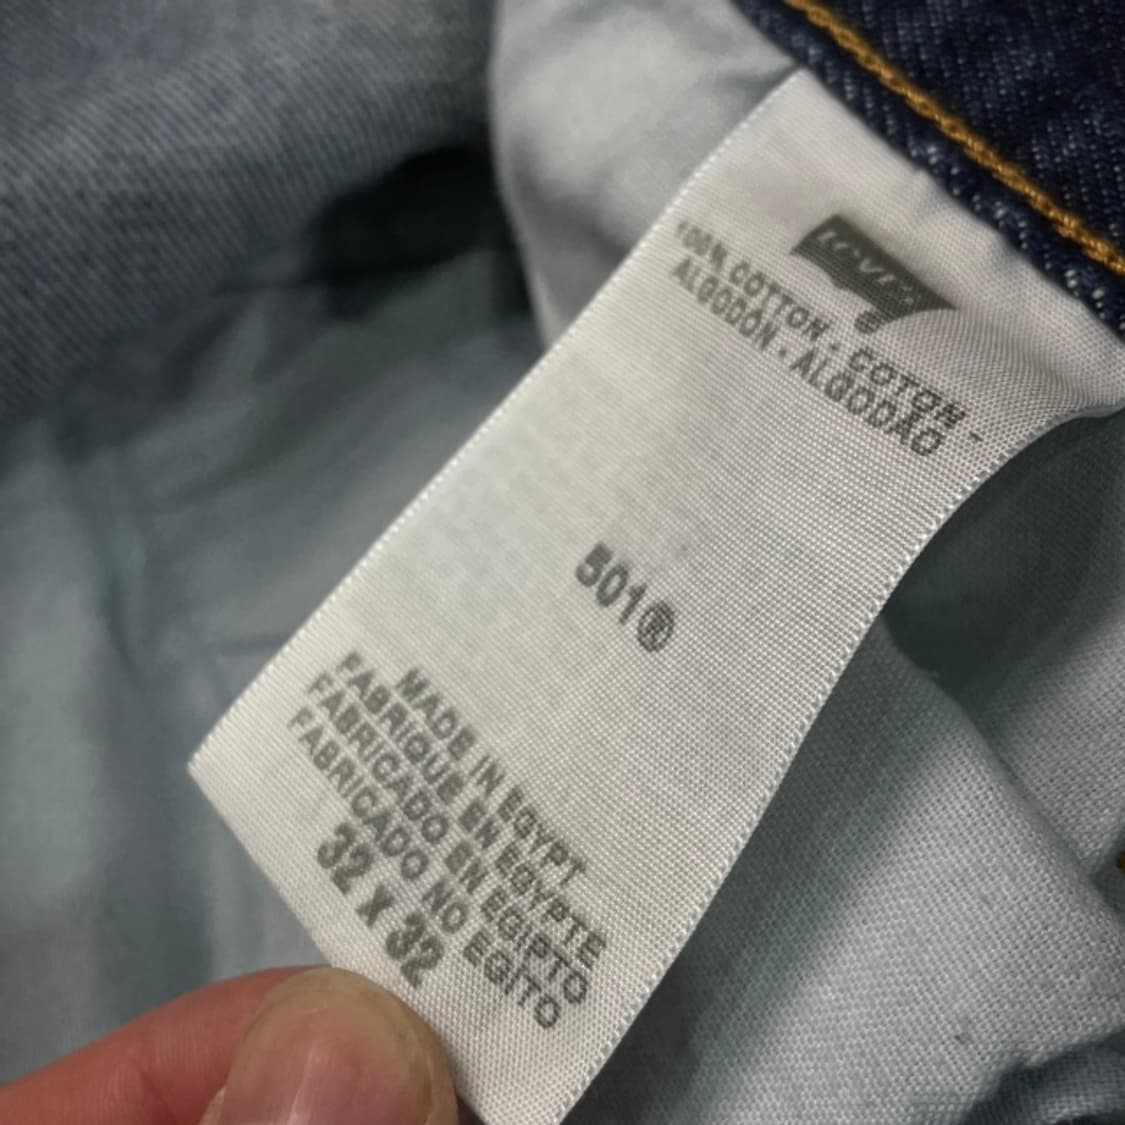 Levi's
100% COTTON - COTON -
ALGODÓN - ALGODÃO
501®
MADE IN EGYPT
FABRIQUE EN EGYPTE
FABRICADO EN EGIPTO
FABRICADO NO EGITO
32 x 32